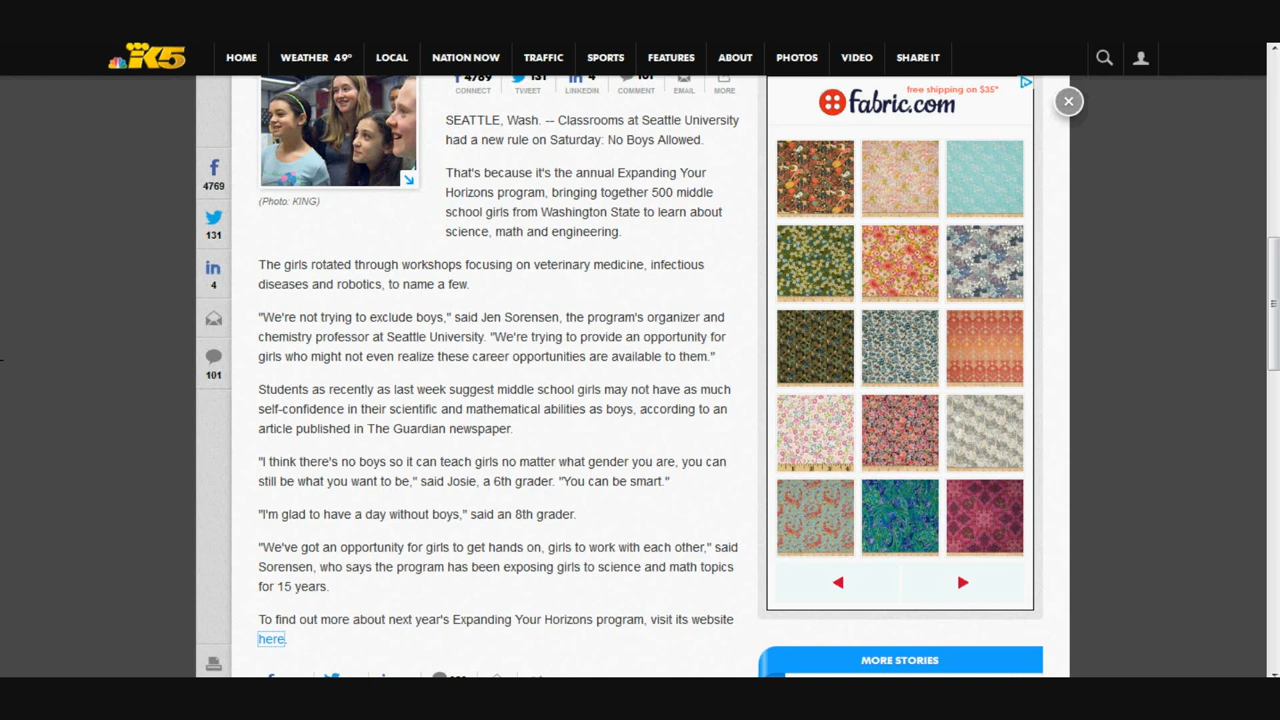 K5
HOME
WEATHER 49°
LOCAL
NATION NOW
TRAFFIC
SPORTS
FEATURES
ABOUT
PHOTOS
VIDEO
SHARE IT
4769
CONNECT
131
TWEET
4
LINKEDIN
101
COMMENT
EMAIL
MORE
SEATTLE, Wash. -- Classrooms at Seattle University
had a new rule on Saturday: No Boys Allowed.
That's because it's the annual Expanding Your
Horizons program, bringing together 500 middle
school girls from Washington State to learn about
science, math and engineering.
(Photo: KING)
The girls rotated through workshops focusing on veterinary medicine, infectious
diseases and robotics, to name a few.
"We're not trying to exclude boys," said Jen Sorensen, the program's organizer and
chemistry professor at Seattle University. "We're trying to provide an opportunity for
girls who might not even realize these career opportunities are available to them."
Students as recently as last week suggest middle school girls may not have as much
self-confidence in their scientific and mathematical abilities as boys, according to an
article published in The Guardian newspaper.
"I think there's no boys so it can teach girls no matter what gender you are, you can
still be what you want to be," said Josie, a 6th grader. "You can be smart."
"I'm glad to have a day without boys," said an 8th grader.
"We've got an opportunity for girls to get hands on, girls to work with each other," said
Sorensen, who says the program has been exposing girls to science and math topics
for 15 years.
To find out more about next year's Expanding Your Horizons program, visit its website
here.
4769
131
4
101
free shipping on $35*
fabric.com
MORE STORIES